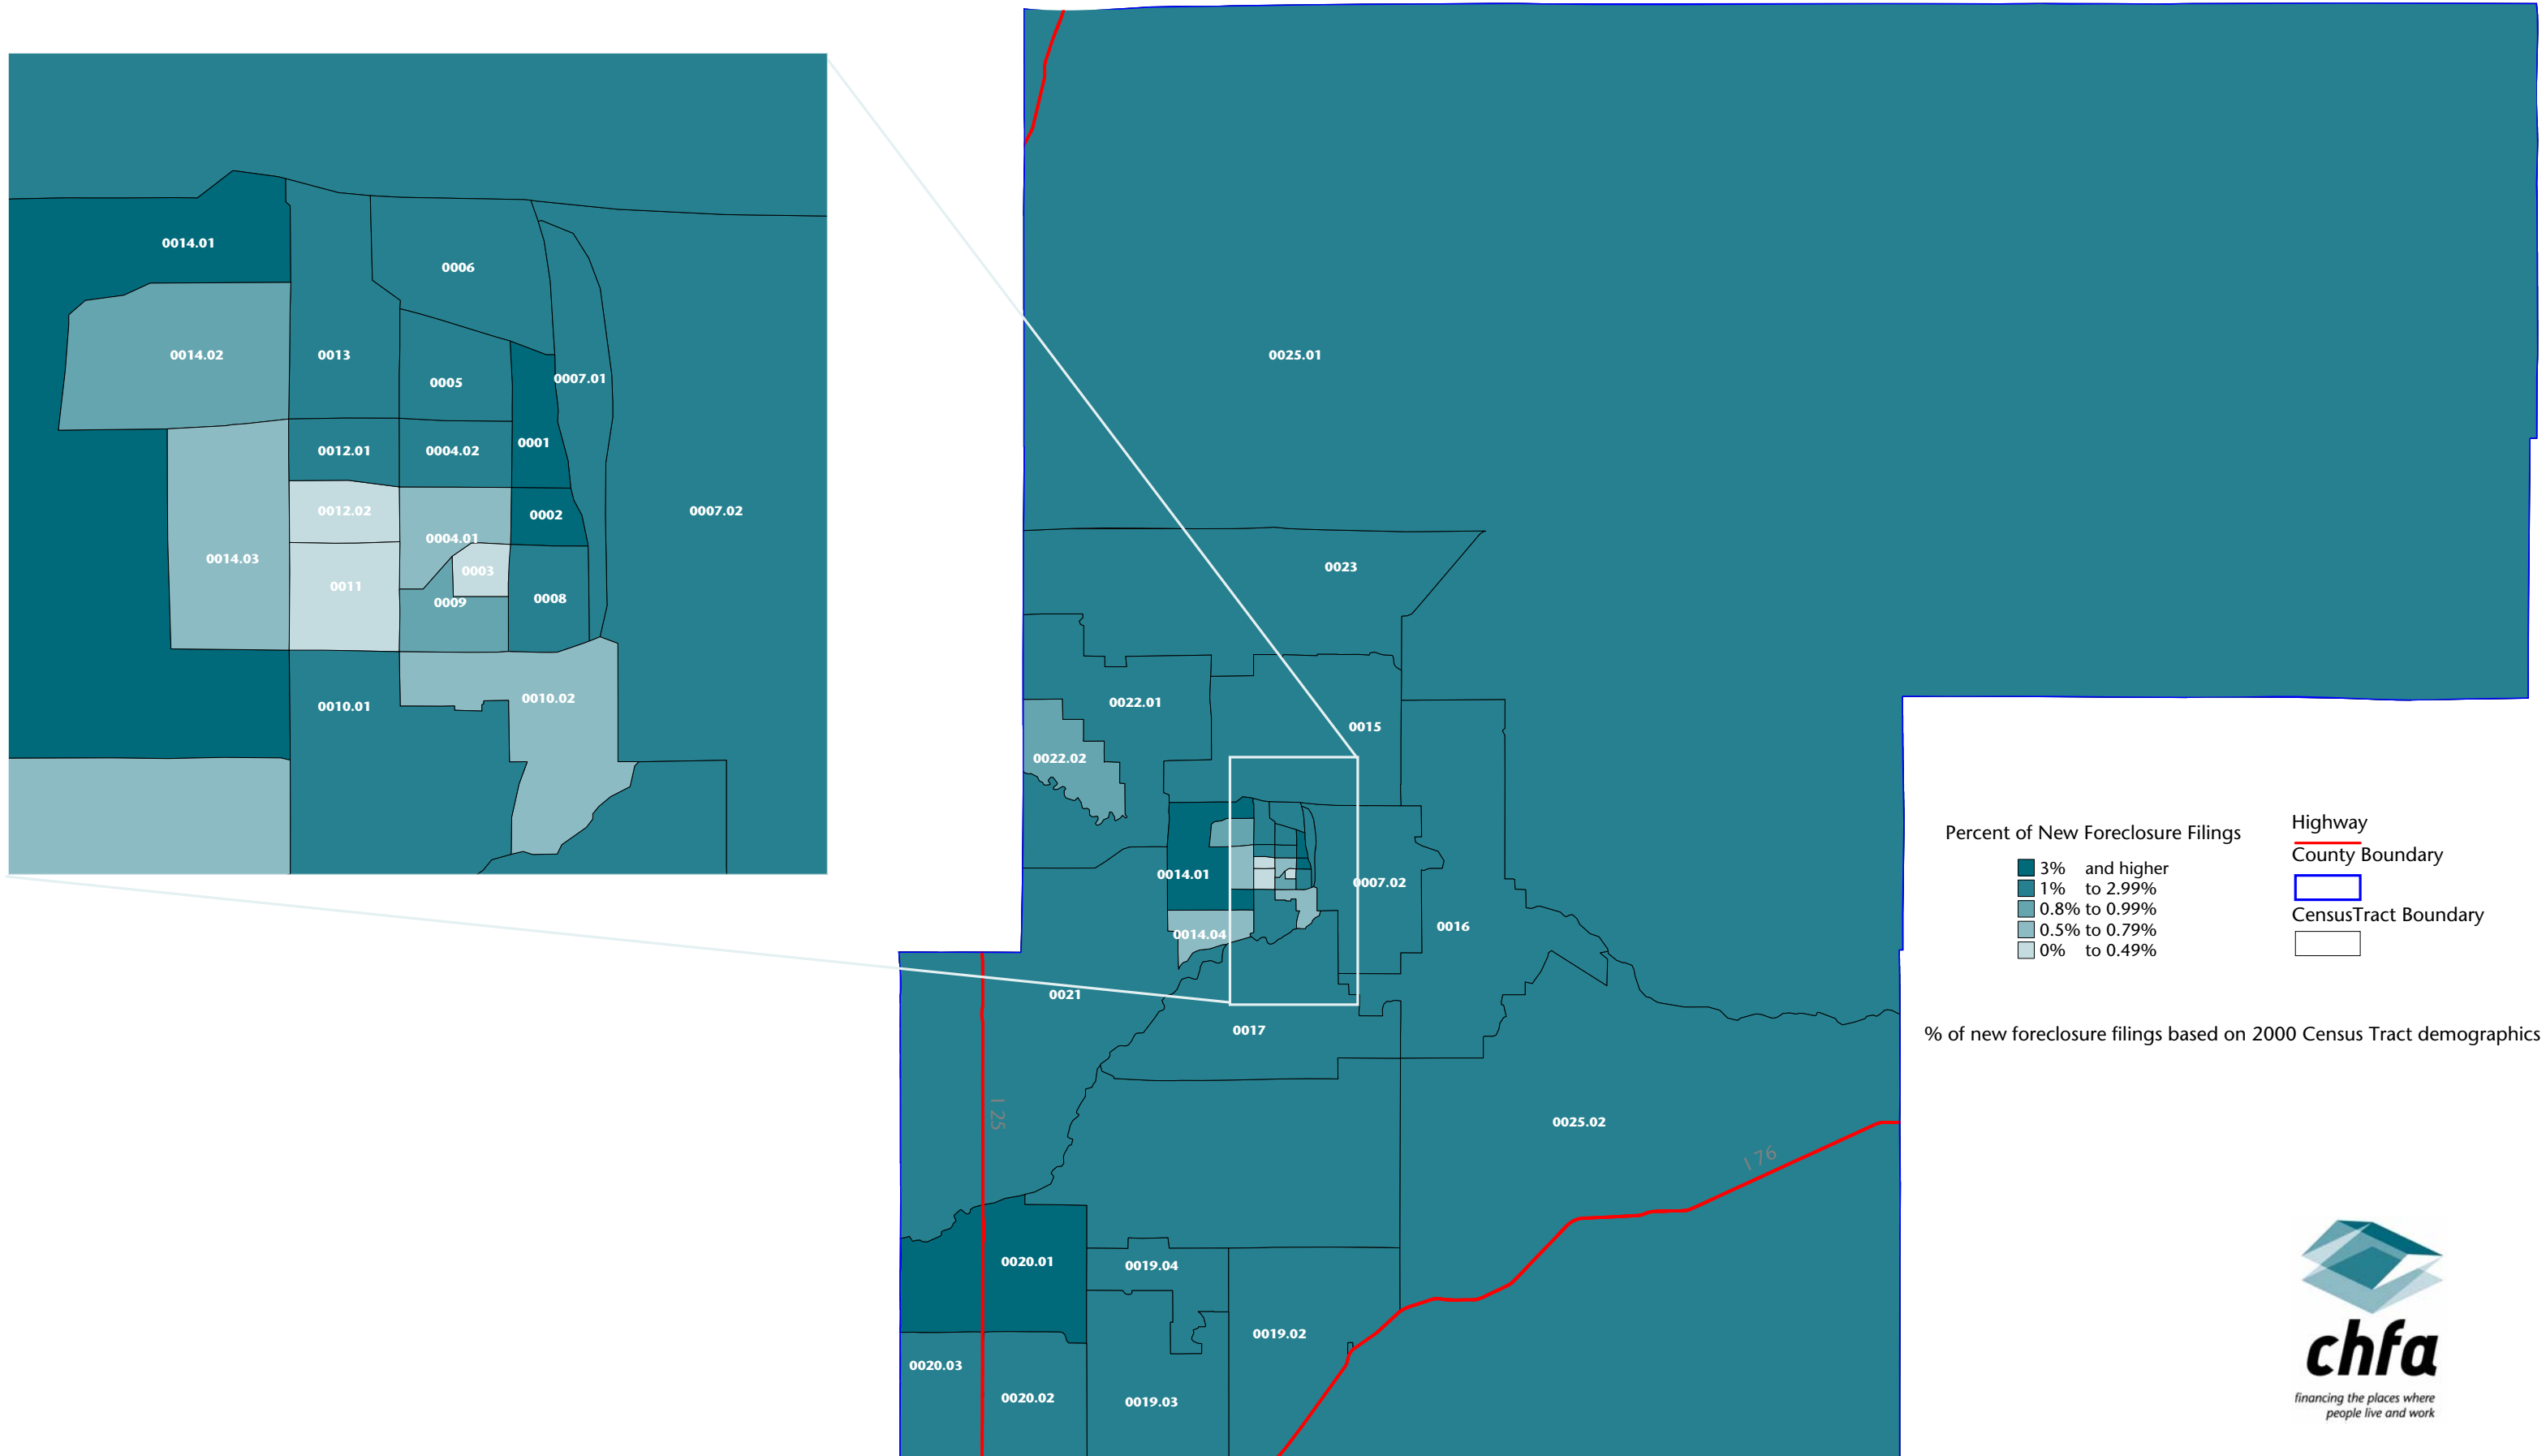 0014.01
0006
0014.02
0013
0007.01
0005
0001
0012.01
0004.02
0012.02
0002
0007.02
0004.01
0014.03
0003
0011
0009
0008
0010.02
0010.01
0025.01
0023
0022.01
0015
0022.02
0014.01
0007.02
0016
0014.04
0021
0017
I 25
0025.02
I 76
0020.01
0019.04
0019.02
0020.03
0020.02
0019.03
Percent of New Foreclosure Filings
3% and higher
1% to 2.99%
0.8% to 0.99%
0.5% to 0.79%
0% to 0.49%
Highway
County Boundary
CensusTract Boundary
% of new foreclosure filings based on 2000 Census Tract demographics
chfa
financing the places where
people live and work